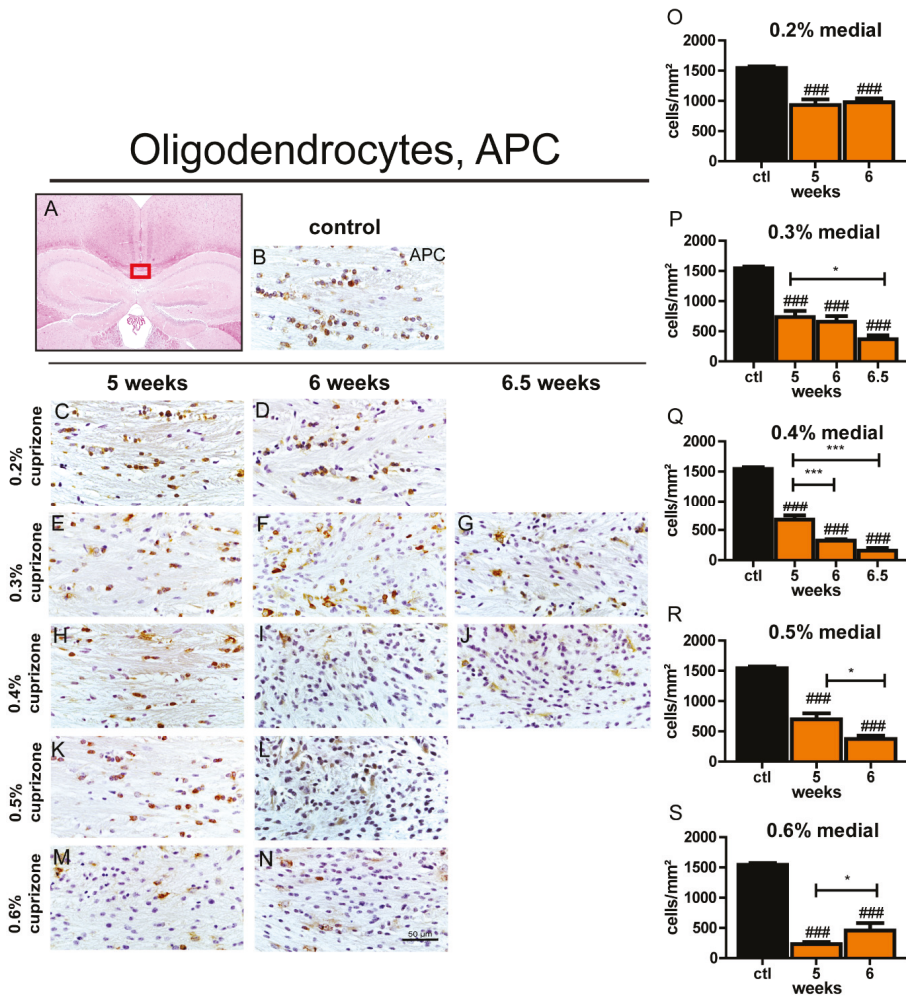 Oligodendrocytes, APC
A
control
B
APC
5 weeks
6 weeks
6.5 weeks
0.2%
cuprizone
C
D
0.3%
cuprizone
E
F
G
0.4%
cuprizone
H
I
J
0.5%
cuprizone
K
L
0.6%
cuprizone
M
N
50 µm
O
0.2% medial
cells/mm²
2000
1500
1000
500
0
###
###
ctl
5
6
weeks
P
0.3% medial
cells/mm²
2000
1500
1000
500
0
*
###
###
###
ctl
5
6
6.5
weeks
Q
0.4% medial
cells/mm²
2000
1500
1000
500
0
***
***
###
###
###
ctl
5
6
6.5
weeks
R
0.5% medial
cells/mm²
2000
1500
1000
500
0
*
###
###
ctl
5
6
weeks
S
0.6% medial
cells/mm²
2000
1500
1000
500
0
*
###
###
ctl
5
6
weeks